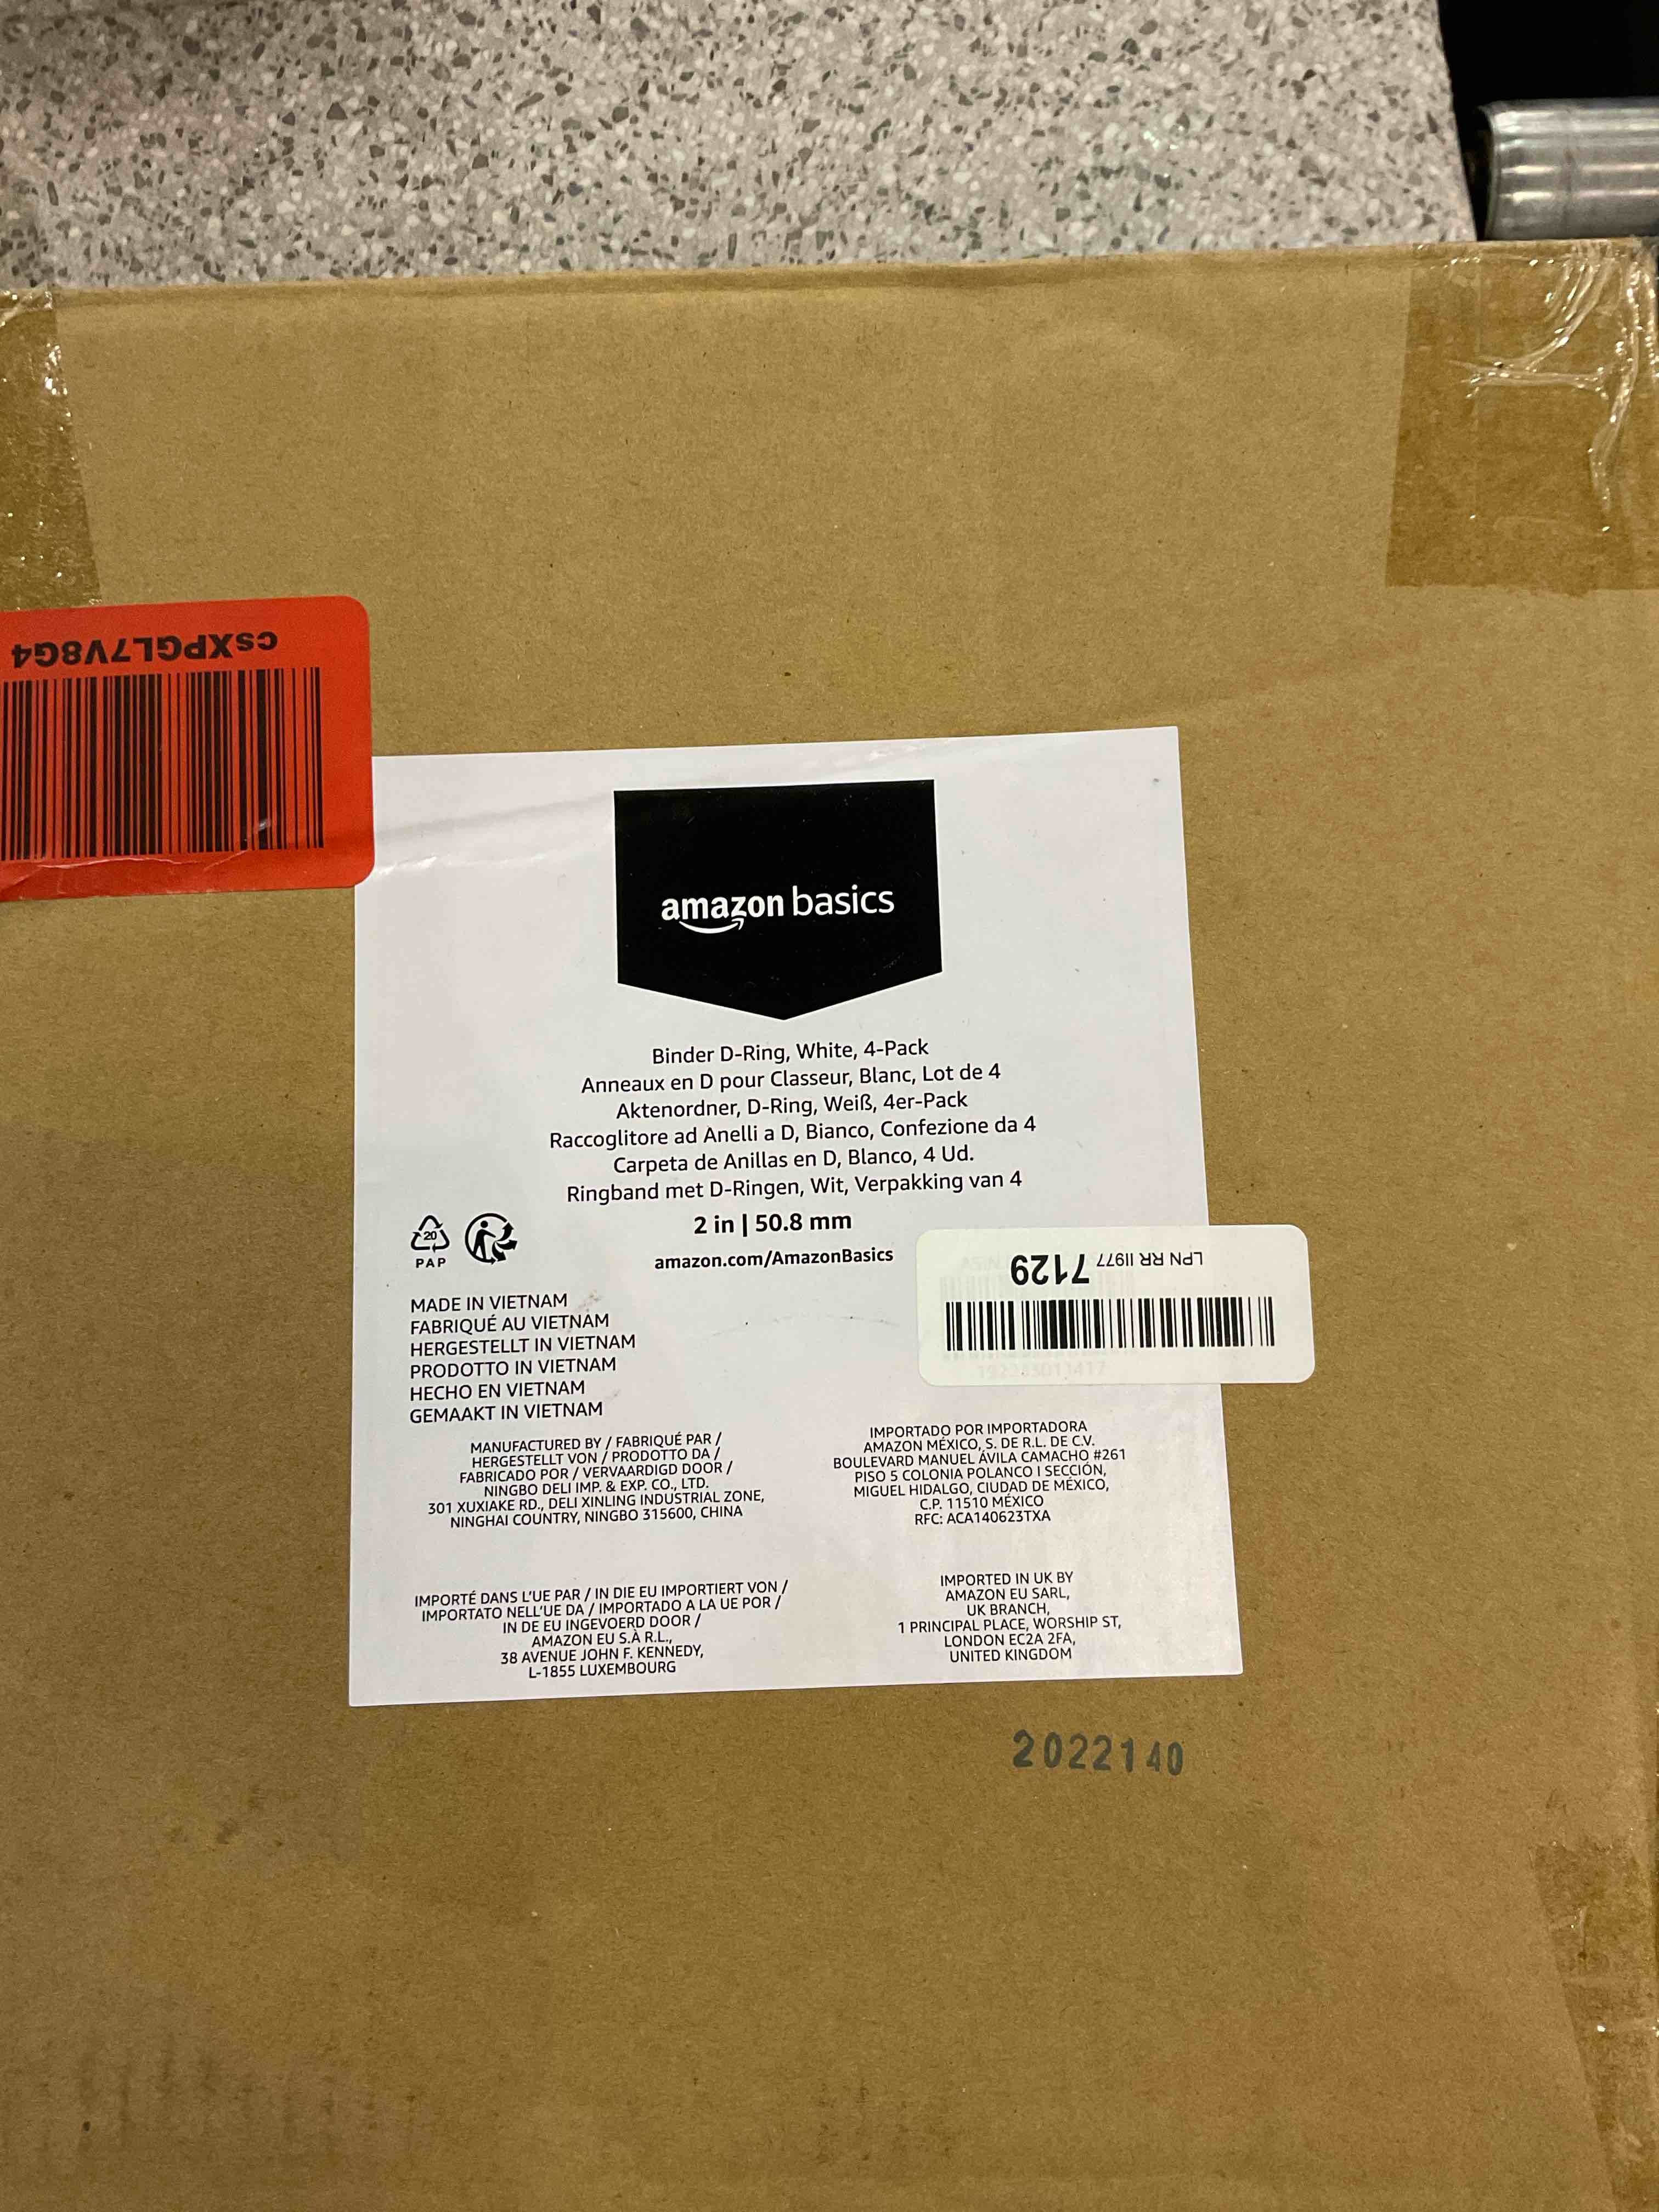 csXPGL7V8G4
amazon basics
Binder D-Ring, White, 4-Pack
Anneaux en D pour Classeur, Blanc, Lot de 4
Aktenordner, D-Ring, Weiß, 4er-Pack
Raccoglitore ad Anelli a D, Bianco, Confezione da 4
Carpeta de Anillas en D, Blanco, 4 Ud.
Ringband met D-Ringen, Wit, Verpakking van 4
2 in | 50.8 mm
amazon.com/AmazonBasics
20
PAP
LPN RR II977 7129
MADE IN VIETNAM
FABRIQUÉ AU VIETNAM
HERGESTELLT IN VIETNAM
PRODOTTO IN VIETNAM
HECHO EN VIETNAM
GEMAAKT IN VIETNAM
MANUFACTURED BY / FABRIQUÉ PAR /
HERGESTELLT VON / PRODOTTO DA /
FABRICADO POR / VERVAARDIGD DOOR /
NINGBO DELI IMP. & EXP. CO., LTD.
301 XUXIAKE RD., DELI XINLING INDUSTRIAL ZONE,
NINGHAI COUNTRY, NINGBO 315600, CHINA
IMPORTADO POR IMPORTADORA
AMAZON MÉXICO, S. DE R.L. DE C.V.
BOULEVARD MANUEL ÁVILA CAMACHO #261
PISO 5 COLONIA POLANCO I SECCIÓN,
MIGUEL HIDALGO, CIUDAD DE MÉXICO,
C.P. 11510 MÉXICO
RFC: ACA140623TXA
IMPORTÉ DANS L'UE PAR / IN DIE EU IMPORTIERT VON /
IMPORTATO NELL'UE DA / IMPORTADO A LA UE POR /
IN DE EU INGEVOERD DOOR /
AMAZON EU S.À R.L.,
38 AVENUE JOHN F. KENNEDY,
L-1855 LUXEMBOURG
IMPORTED IN UK BY
AMAZON EU SARL,
UK BRANCH,
1 PRINCIPAL PLACE, WORSHIP ST,
LONDON EC2A 2FA,
UNITED KINGDOM
2022140